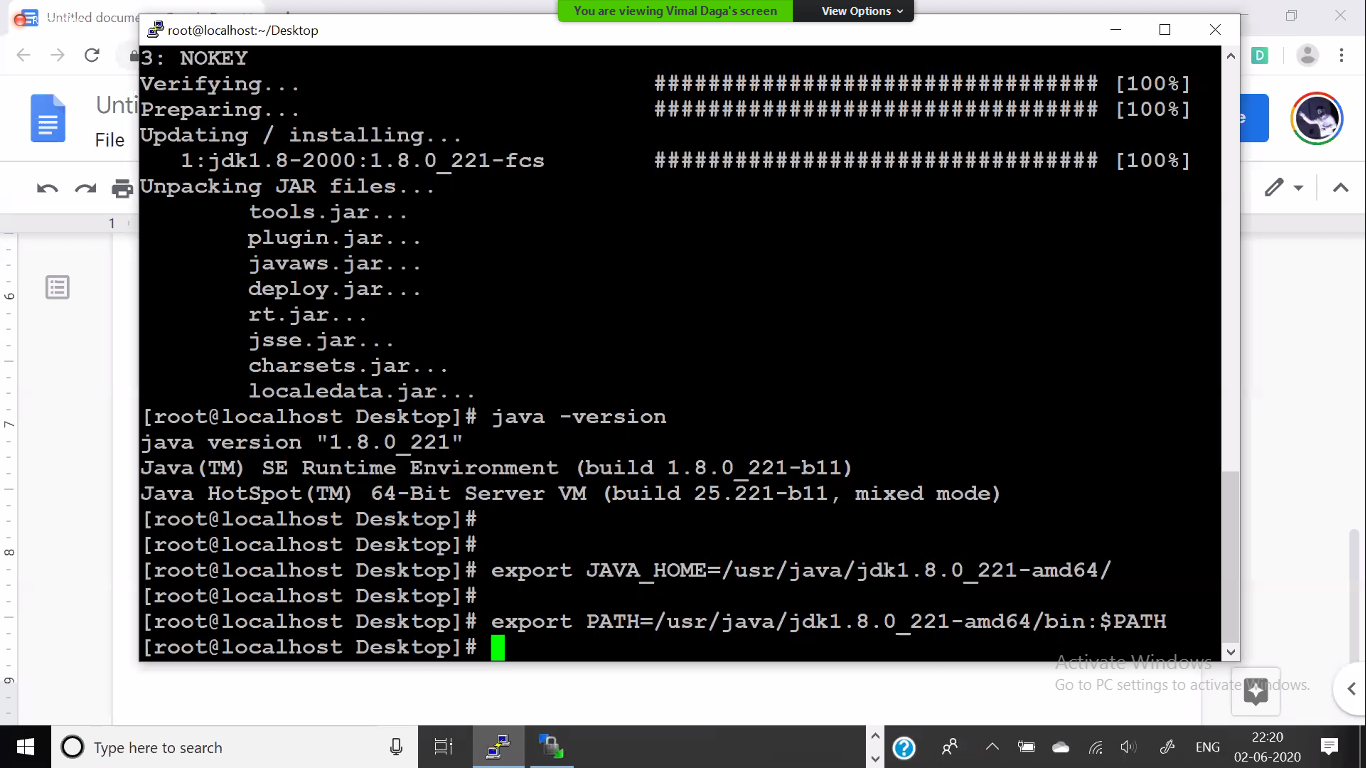 You are viewing Vimal Daga's screen
View Options
root@localhost:~/Desktop
3: NOKEY
Verifying... ################################# [100%]
Preparing... ################################# [100%]
Updating / installing...
1:jdk1.8-2000:1.8.0_221-fcs ################################# [100%]
Unpacking JAR files...
tools.jar...
plugin.jar...
javaws.jar...
deploy.jar...
rt.jar...
jsse.jar...
charsets.jar...
localedata.jar...
[root@localhost Desktop]# java -version
java version "1.8.0_221"
Java(TM) SE Runtime Environment (build 1.8.0_221-b11)
Java HotSpot(TM) 64-Bit Server VM (build 25.221-b11, mixed mode)
[root@localhost Desktop]#
[root@localhost Desktop]#
[root@localhost Desktop]# export JAVA_HOME=/usr/java/jdk1.8.0_221-amd64/
[root@localhost Desktop]#
[root@localhost Desktop]# export PATH=/usr/java/jdk1.8.0_221-amd64/bin:$PATH
[root@localhost Desktop]#
D
Unti
File
1
6
7
8
9
Activate Windows
Go to PC settings to activate Windows.
Type here to search
ENG
22:20
02-06-2020